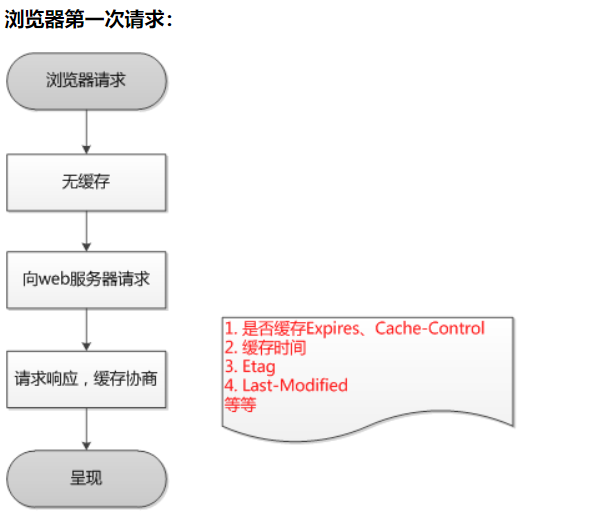 浏览器第一次请求：
浏览器请求
无缓存
向web服务器请求
请求响应，缓存协商
呈现
1. 是否缓存Expires、Cache-Control
2. 缓存时间
3. Etag
4. Last-Modified
等等